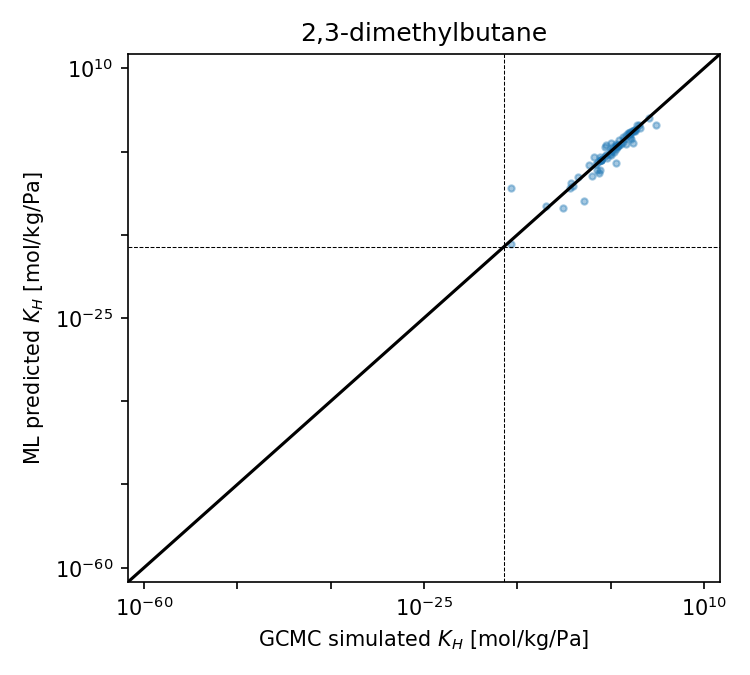 2,3-dimethylbutane
10^10
10^-25
10^-60
ML predicted K_H [mol/kg/Pa]
10^-60 10^-25 10^10
GCMC simulated K_H [mol/kg/Pa]